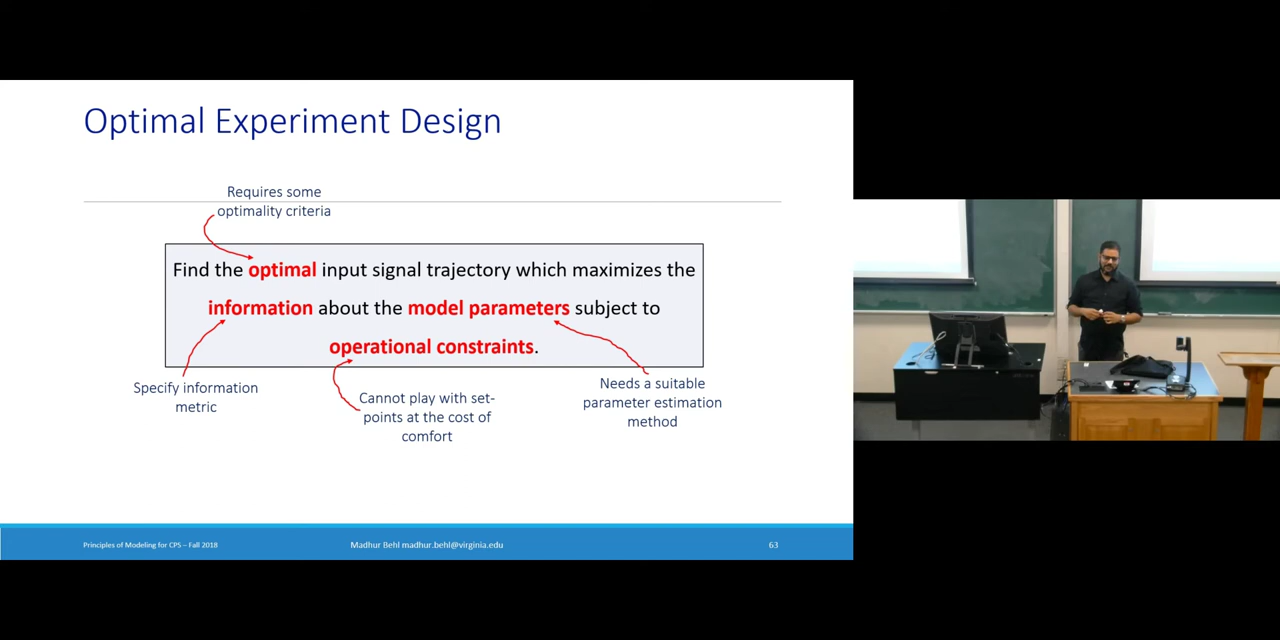 Optimal Experiment Design
Requires some
optimality criteria
Find the optimal input signal trajectory which maximizes the
information about the model parameters subject to
operational constraints.
Specify information
metric
Cannot play with set-
points at the cost of
comfort
Needs a suitable
parameter estimation
method
Principles of Modeling for CPS – Fall 2018
Madhur Behl madhur.behl@virginia.edu
63